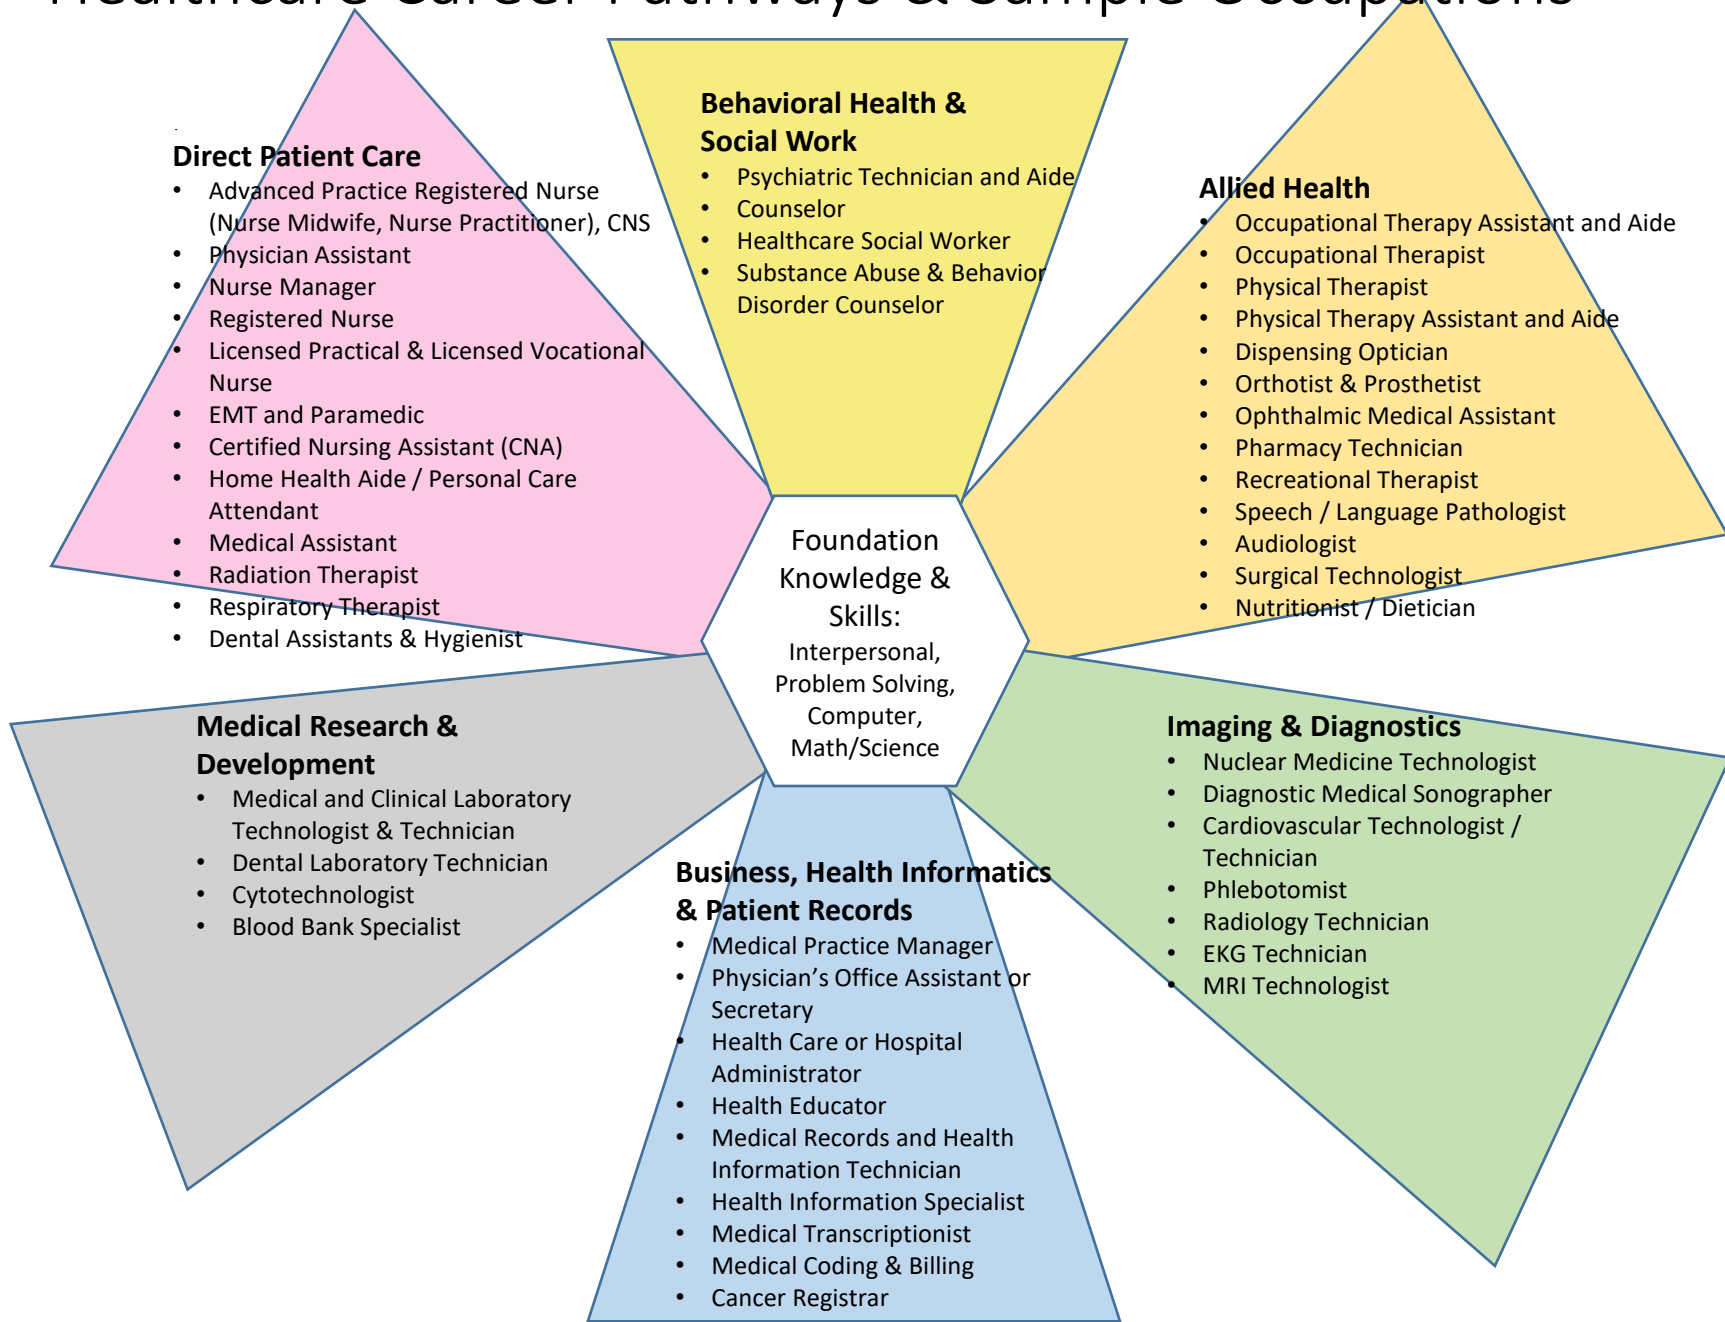 Healthcare Career Pathways & Sample Occupations
Direct Patient Care
• Advanced Practice Registered Nurse
(Nurse Midwife, Nurse Practitioner), CNS
• Physician Assistant
• Nurse Manager
• Registered Nurse
• Licensed Practical & Licensed Vocational
Nurse
• EMT and Paramedic
• Certified Nursing Assistant (CNA)
• Home Health Aide / Personal Care
Attendant
• Medical Assistant
• Radiation Therapist
• Respiratory Therapist
• Dental Assistants & Hygienist
Behavioral Health &
Social Work
• Psychiatric Technician and Aide
• Counselor
• Healthcare Social Worker
• Substance Abuse & Behavior
Disorder Counselor
Allied Health
• Occupational Therapy Assistant and Aide
• Occupational Therapist
• Physical Therapist
• Physical Therapy Assistant and Aide
• Dispensing Optician
• Orthotist & Prosthetist
• Ophthalmic Medical Assistant
• Pharmacy Technician
• Recreational Therapist
• Speech / Language Pathologist
• Audiologist
• Surgical Technologist
• Nutritionist / Dietician
Foundation
Knowledge &
Skills:
Interpersonal,
Problem Solving,
Computer,
Math/Science
Medical Research &
Development
• Medical and Clinical Laboratory
Technologist & Technician
• Dental Laboratory Technician
• Cytotechnologist
• Blood Bank Specialist
Business, Health Informatics
& Patient Records
• Medical Practice Manager
• Physician’s Office Assistant or
Secretary
• Health Care or Hospital
Administrator
• Health Educator
• Medical Records and Health
Information Technician
• Health Information Specialist
• Medical Transcriptionist
• Medical Coding & Billing
• Cancer Registrar
Imaging & Diagnostics
• Nuclear Medicine Technologist
• Diagnostic Medical Sonographer
• Cardiovascular Technologist /
Technician
• Phlebotomist
• Radiology Technician
• EKG Technician
• MRI Technologist